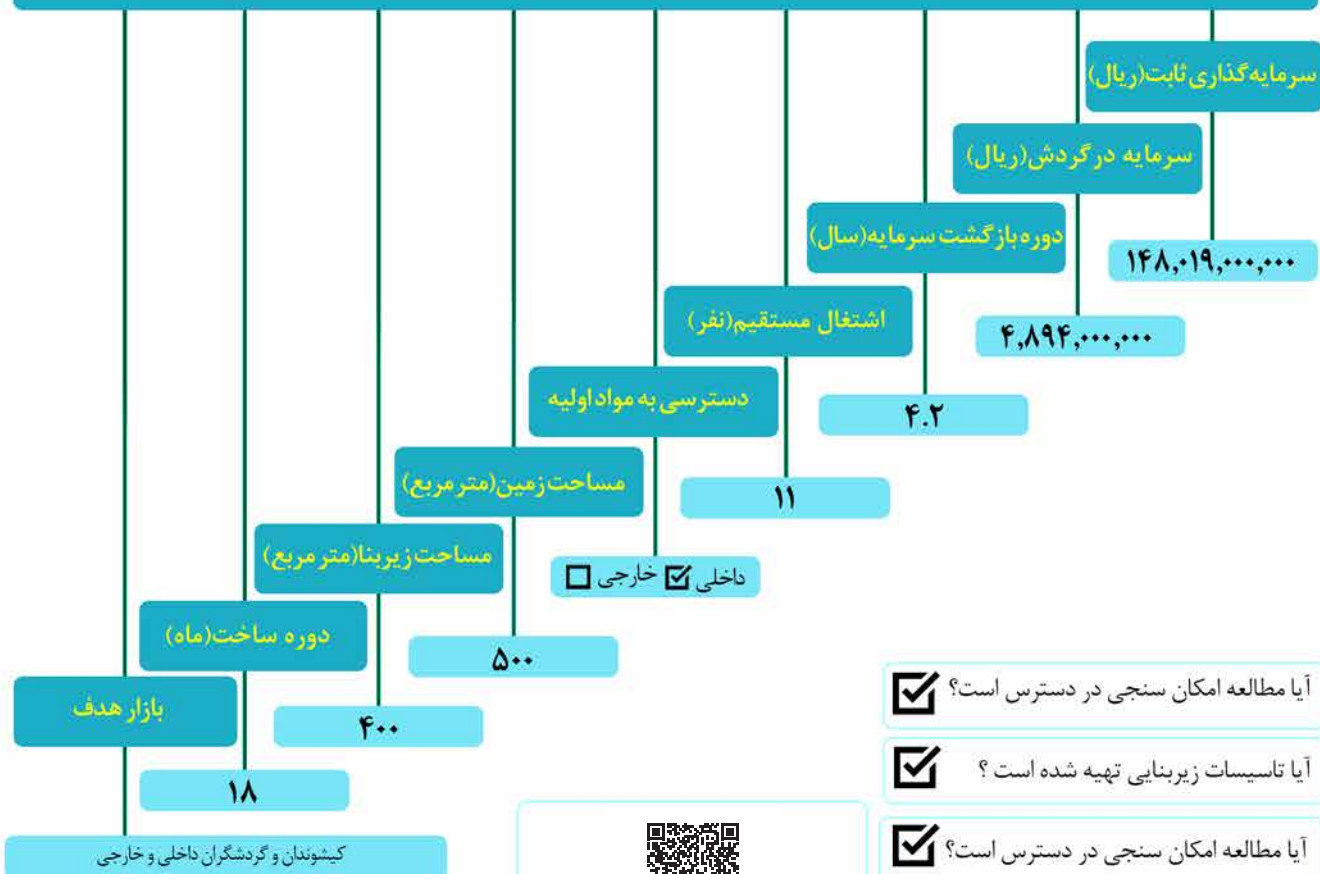 سرمایه‌گذاری ثابت(ریال)
۱۴۸,۰۱۹,۰۰۰,۰۰۰
سرمایه در گردش(ریال)
۴,۸۹۴,۰۰۰,۰۰۰
دوره بازگشت سرمایه(سال)
۴.۲
اشتغال مستقیم(نفر)
۱۱
دسترسی به مواد اولیه
داخلی ☑ خارجی ☐
مساحت زمین(متر مربع)
۵۰۰
مساحت زیربنا(متر مربع)
۴۰۰
دوره ساخت(ماه)
۱۸
بازار هدف
کیشوندان و گردشگران داخلی و خارجی
آیا مطالعه امکان سنجی در دسترس است؟ ☑
آیا تاسیسات زیربنایی تهیه شده است ؟ ☑
آیا مطالعه امکان سنجی در دسترس است؟ ☑